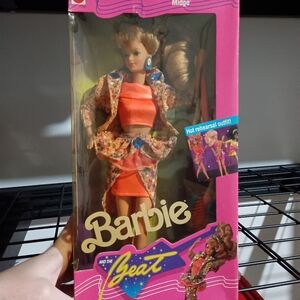 Midge
Hot rehearsal outfit!
Barbie
AND THE
Beat